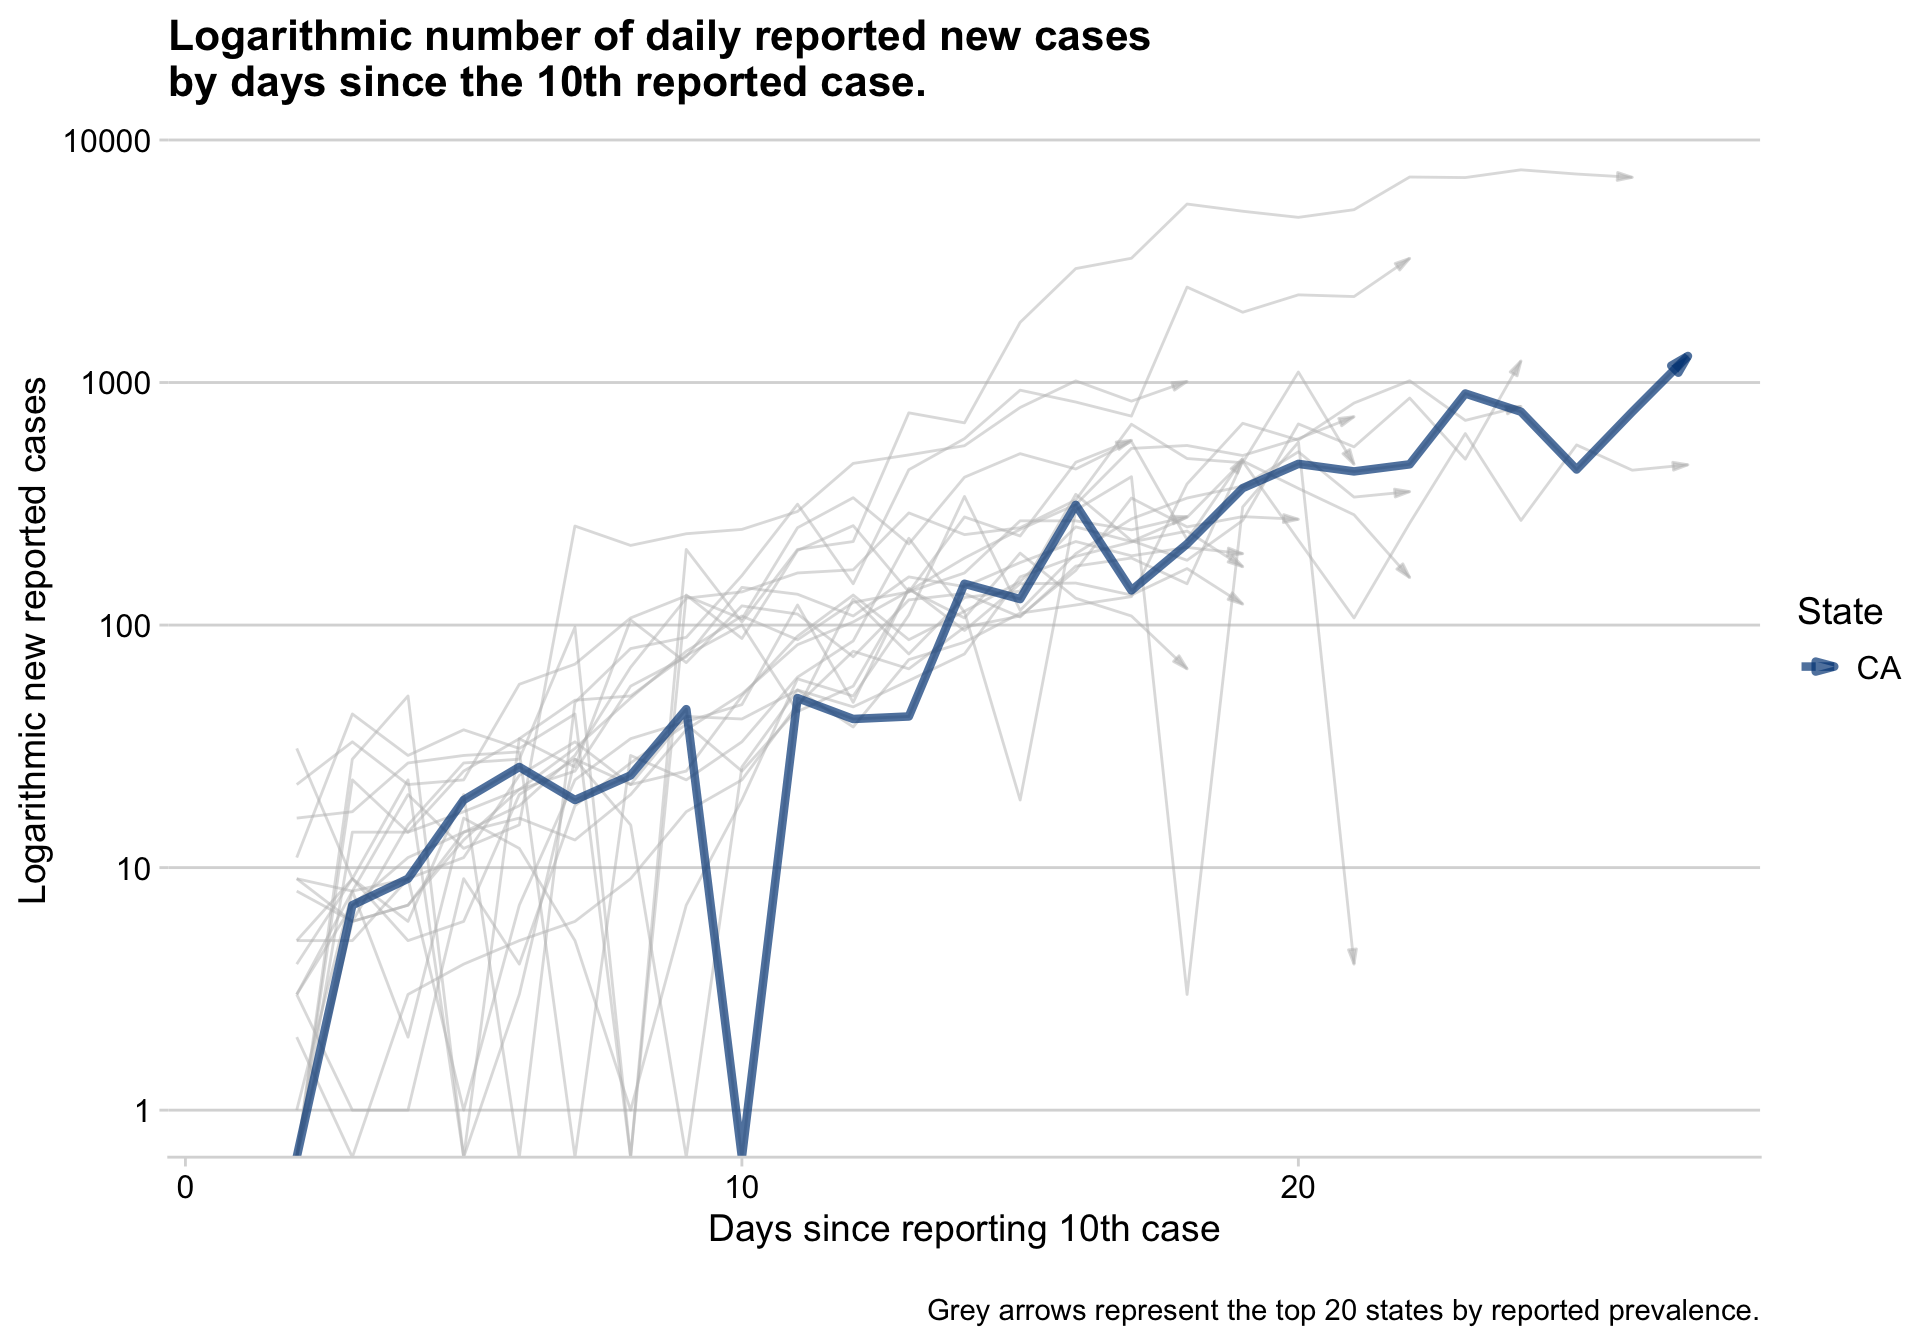 Logarithmic number of daily reported new cases
by days since the 10th reported case.
Logarithmic new reported cases
10000
1000
100
10
1
0
10
20
Days since reporting 10th case
State
CA
Grey arrows represent the top 20 states by reported prevalence.